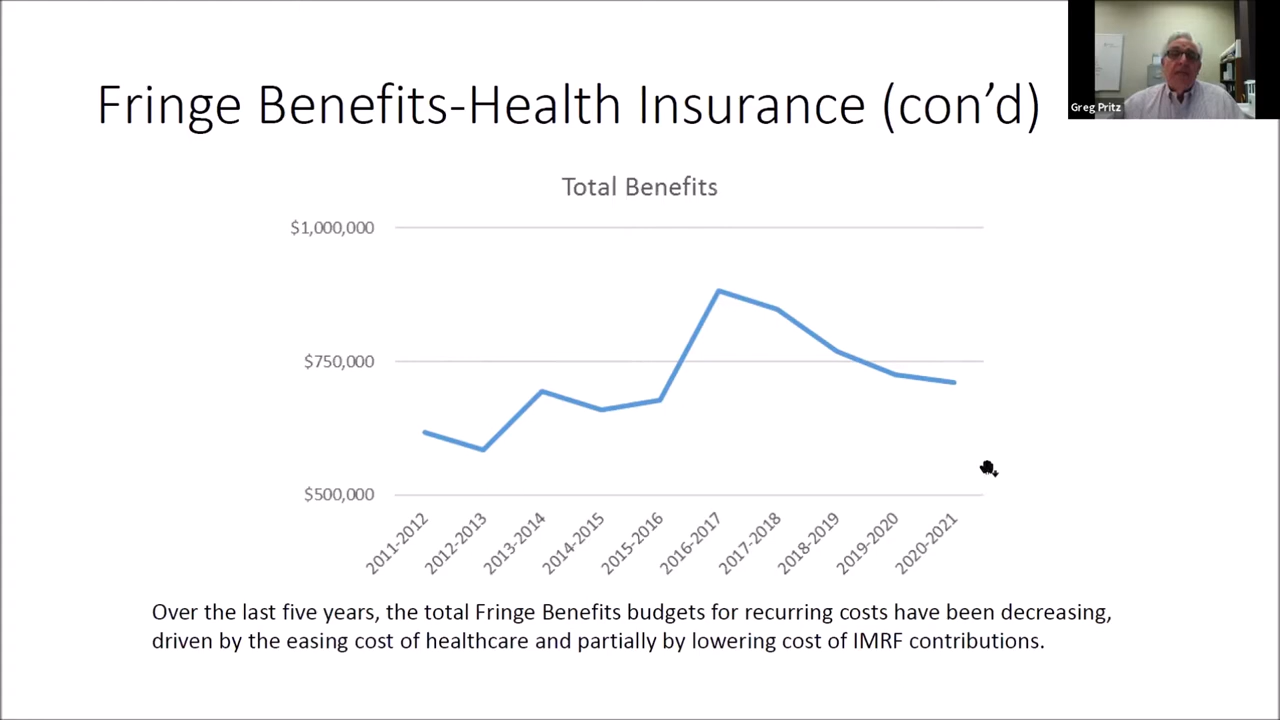 Fringe Benefits-Health Insurance (con’d)
Greg Pritz
Total Benefits
$1,000,000
$750,000
$500,000
2011-2012
2012-2013
2013-2014
2014-2015
2015-2016
2016-2017
2017-2018
2018-2019
2019-2020
2020-2021
Over the last five years, the total Fringe Benefits budgets for recurring costs have been decreasing,
driven by the easing cost of healthcare and partially by lowering cost of IMRF contributions.